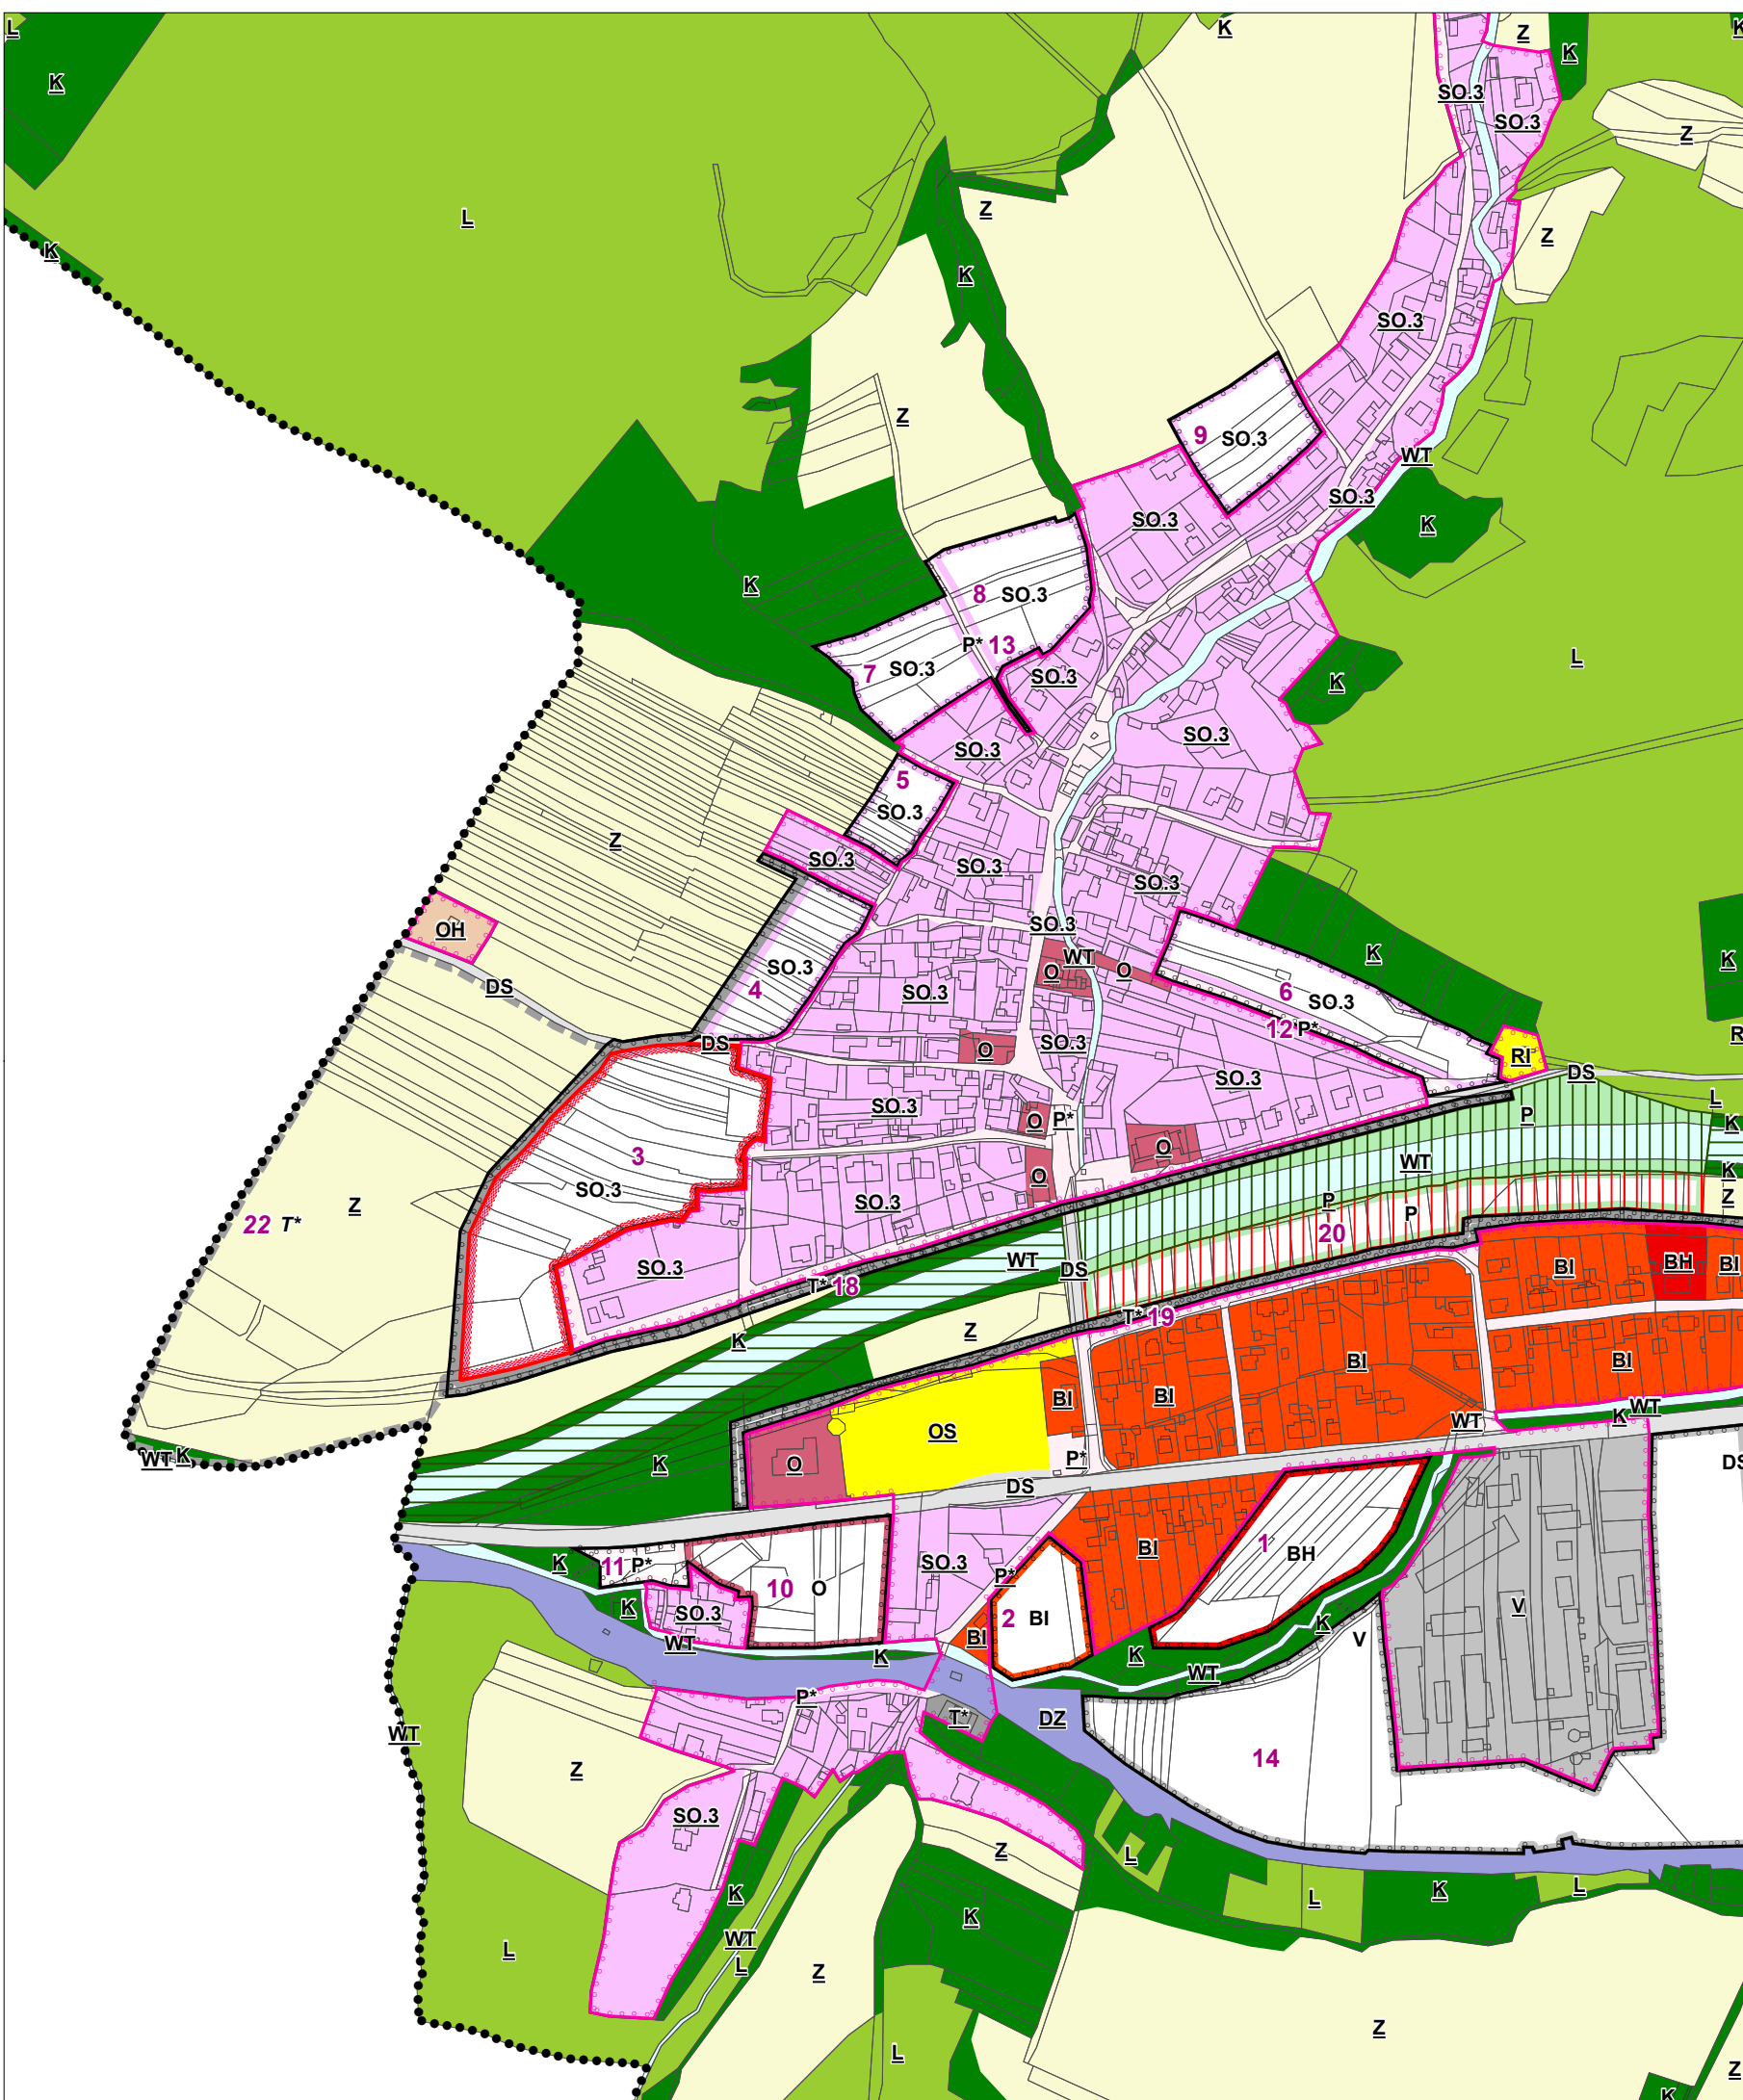 L
K
K
Z
K
K
K
SO.3
SO.3
Z
L
Z
K
Z
K
SO.3
Z
9 SO.3
WT
SO.3
SO.3
K
K
8 SO.3
P* 13
7 SO.3
SO.3
L
K
SO.3
SO.3
5
SO.3
Z
SO.3
SO.3
SO.3
OH
SO.3
WT
O
O
K
K
SO.3
4
DS
SO.3
6 SO.3
12 P*
R
DS
O
SO.3
RI
DS
SO.3
SO.3
O
P*
L
P
K
3
SO.3
O
O
WT
K
Z
SO.3
P
P
Z
22 T*
20
SO.3
WT
DS
BI
BH
BI
T* 18
T* 19
K
Z
BI
BI
BI
BI
WT
K
WT
OS
WT
K
K
O
P*
DS
DS
1
BH
BI
K
11 P*
SO.3
10 O
P*
K
SO.3
2 BI
V
BI
K
V
WT
K
K
WT
P*
T*
DZ
WT
14
Z
SO.3
Z
L
K
L
K
L
K
WT
L
L
Z
Z
L
Z
K